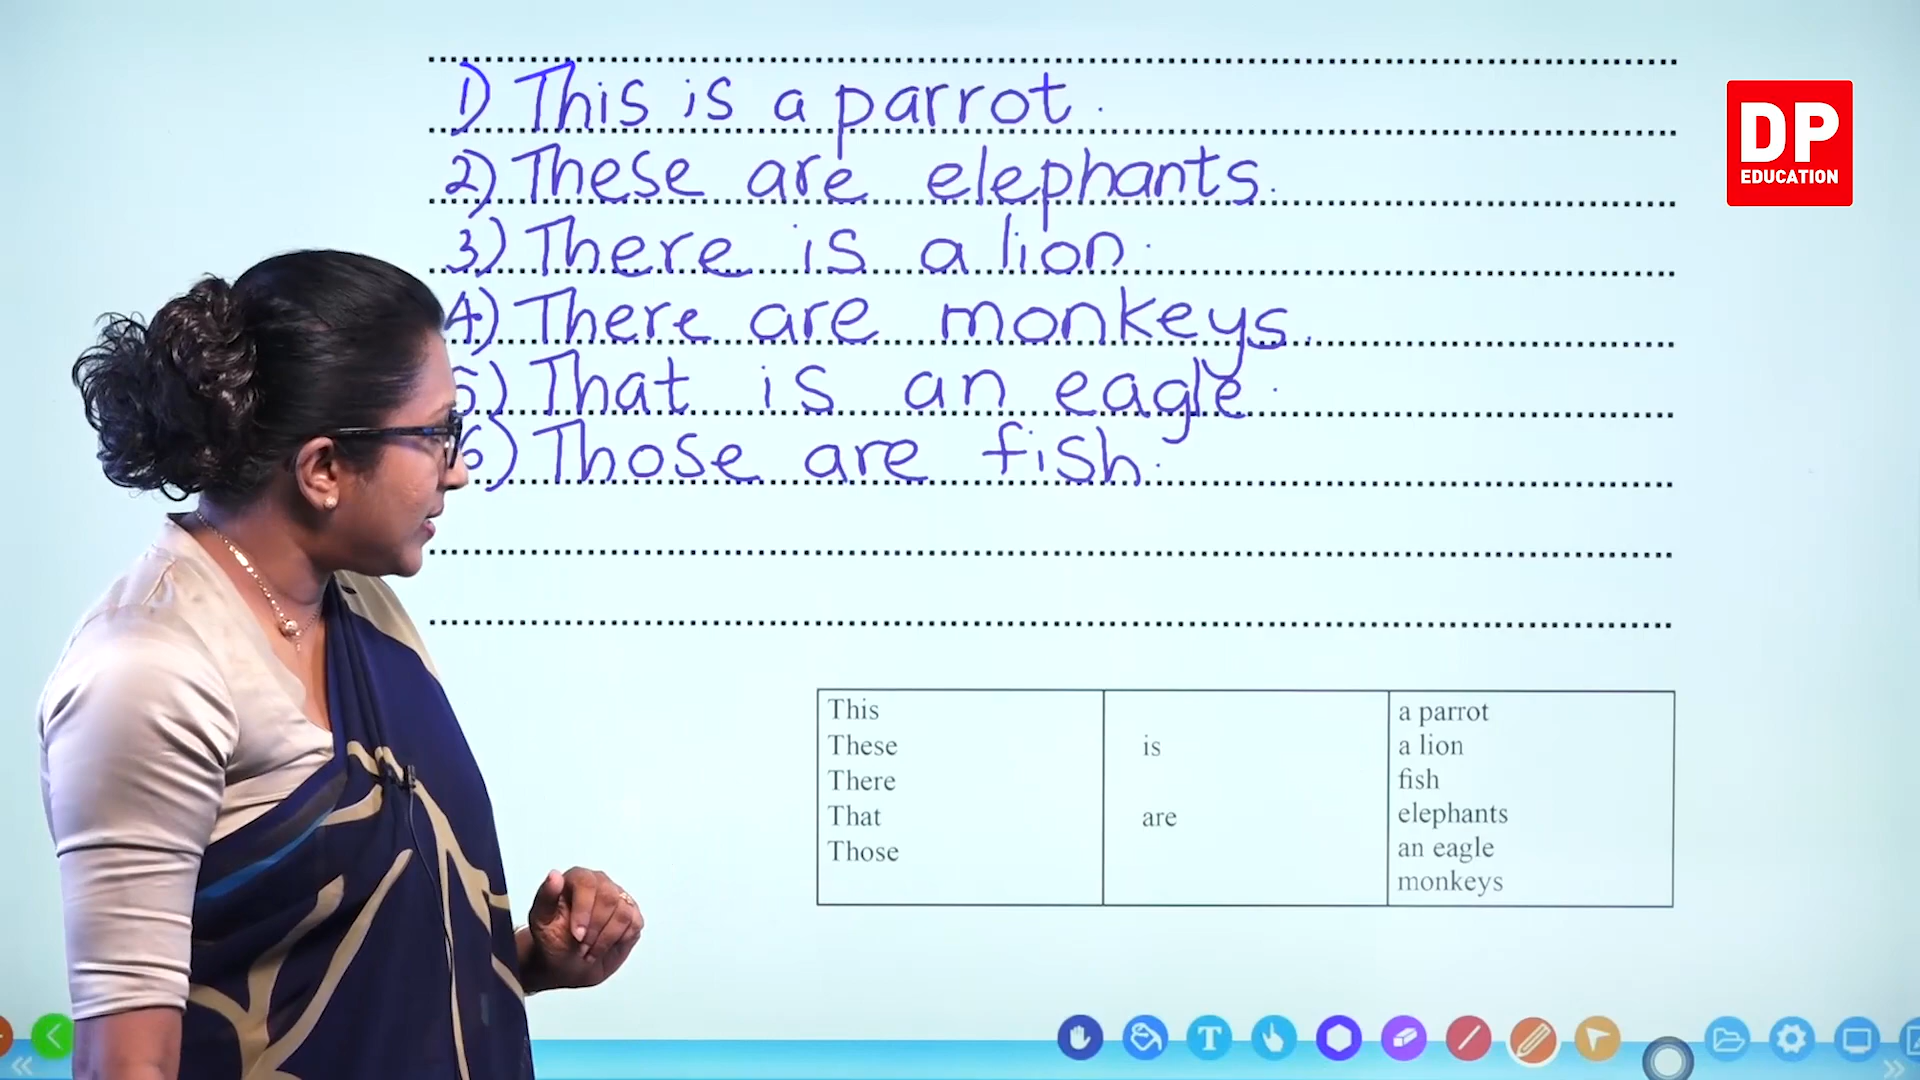 1) This is a parrot.
2) These are elephants.
3) There is a lion.
4) There are monkeys.
5) That is an eagle.
6) Those are fish.
DP
EDUCATION
This
These
There
That
Those
is
are
a parrot
a lion
fish
elephants
an eagle
monkeys
T